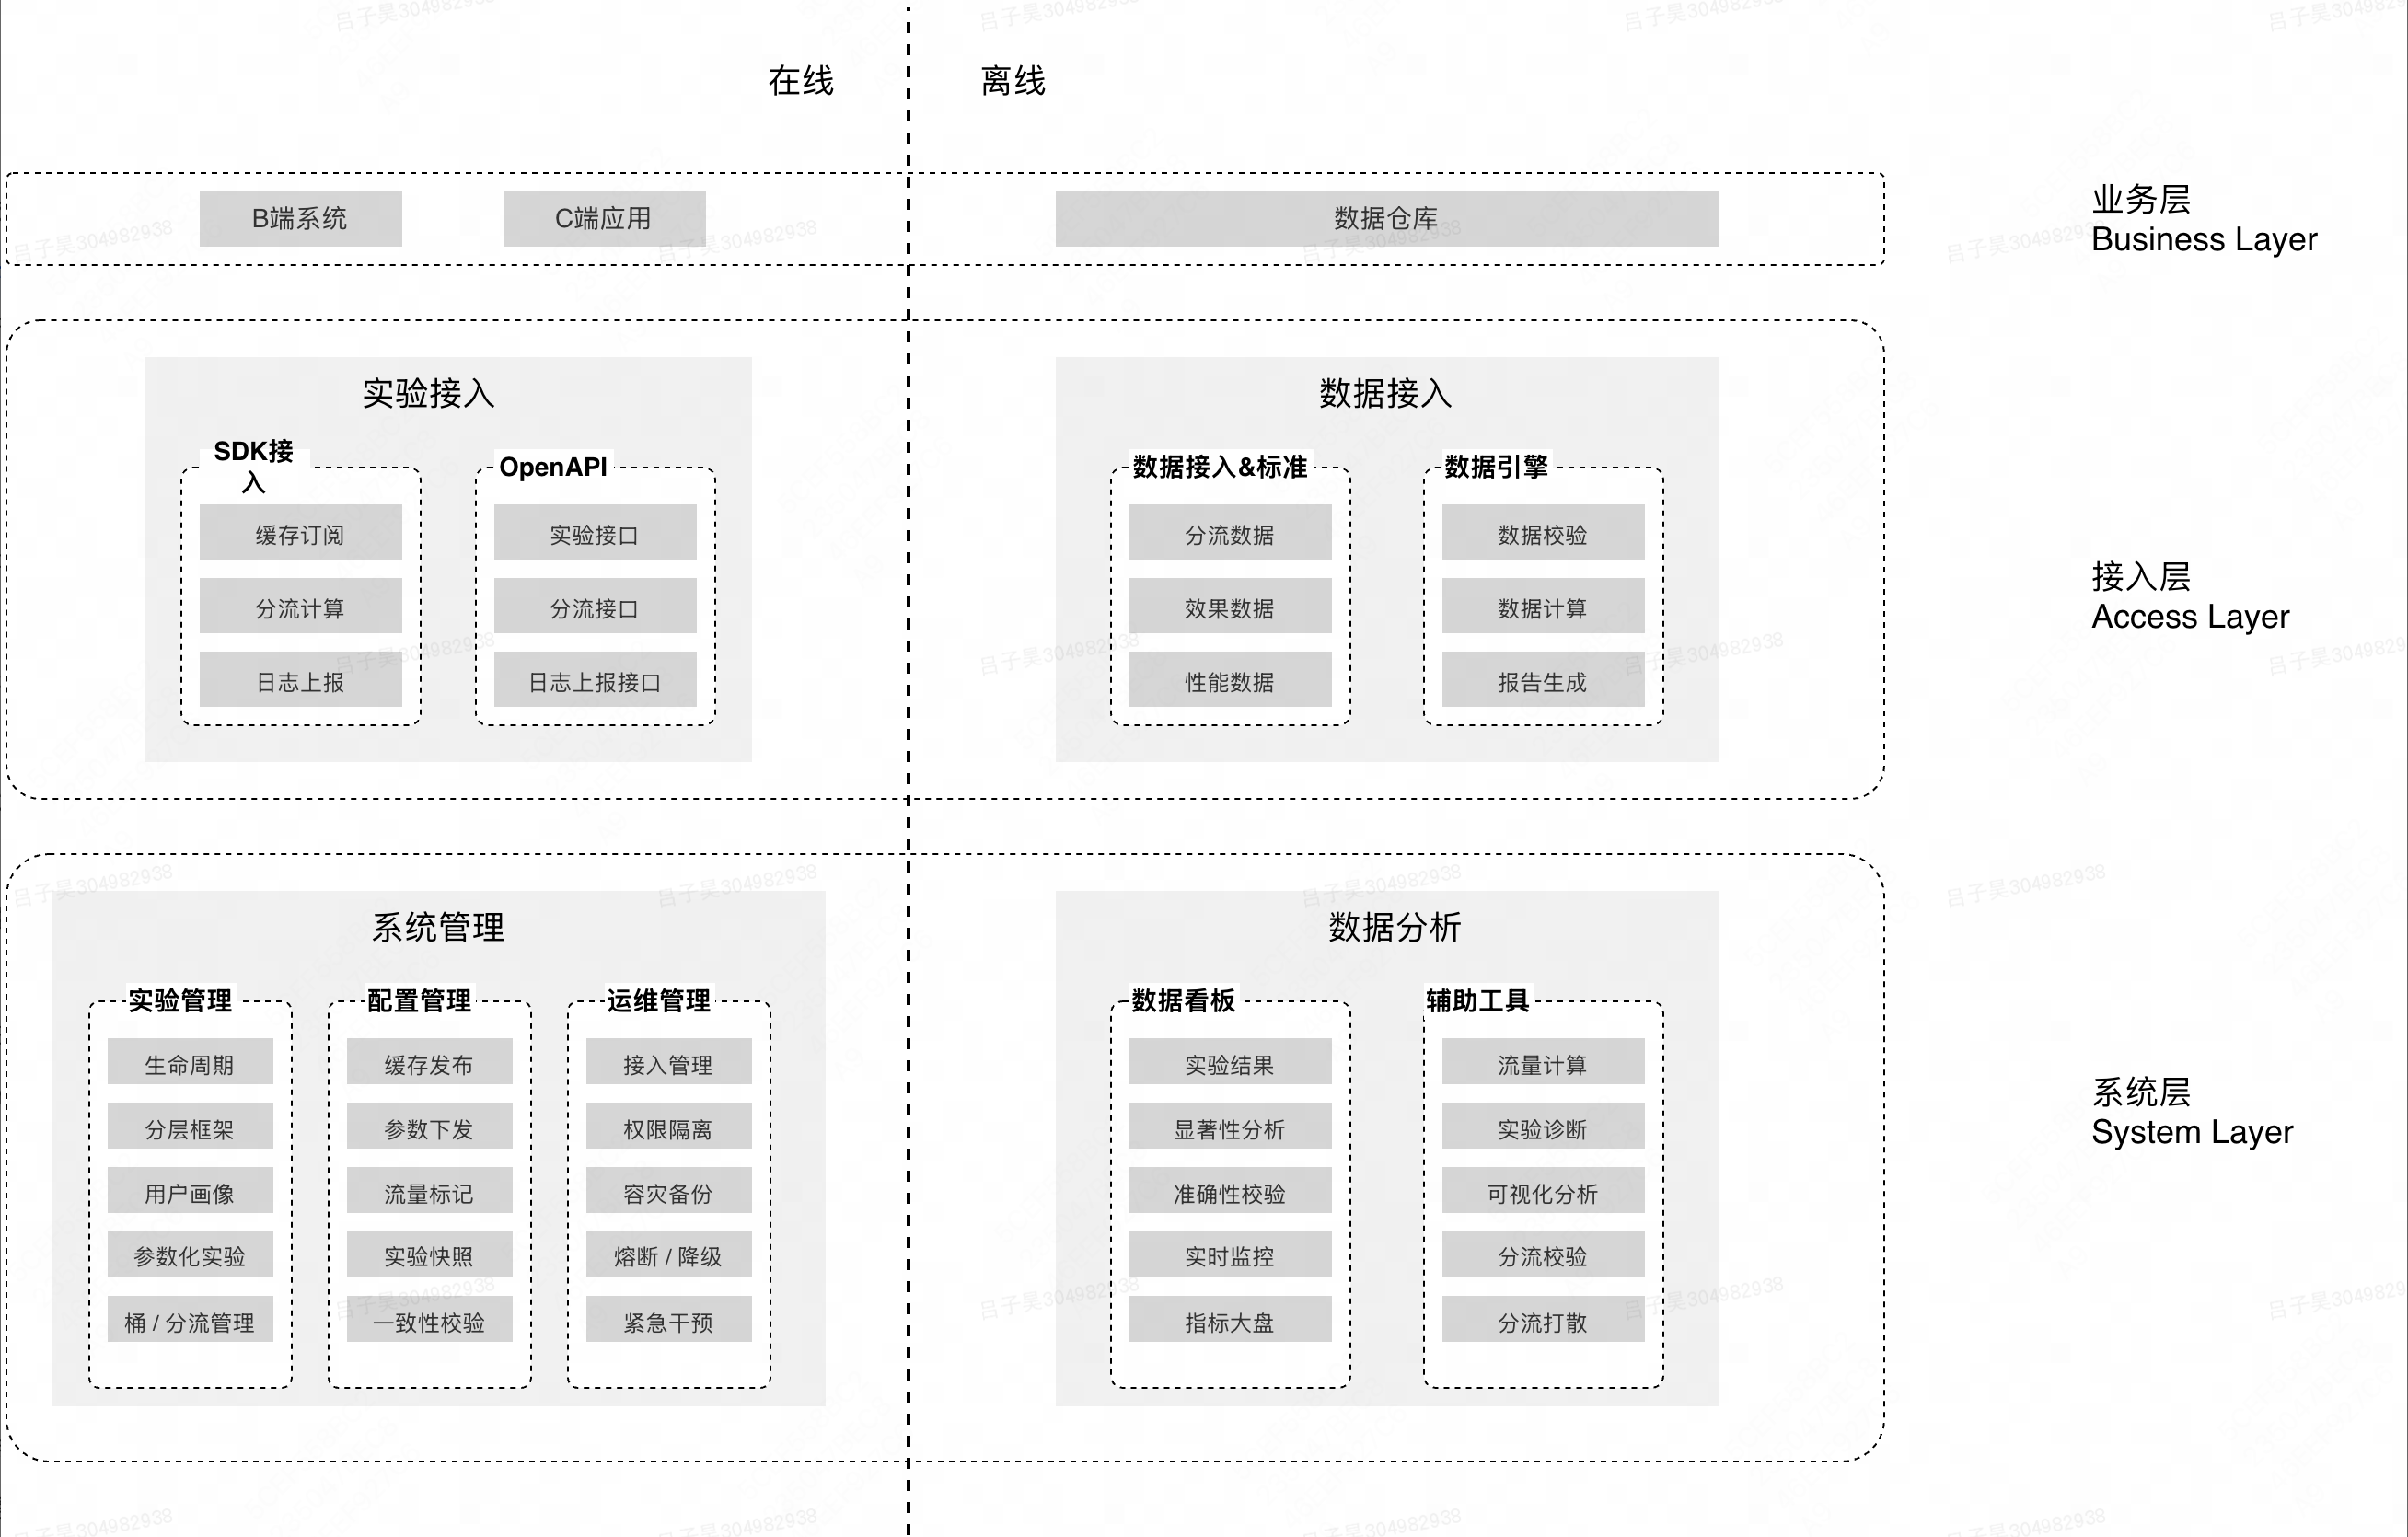 在线
离线
B端系统
C端应用
数据仓库
业务层
Business Layer
实验接入
SDK接
入
缓存订阅
分流计算
日志上报
OpenAPI
实验接口
分流接口
日志上报接口
数据接入
数据接入&标准
分流数据
效果数据
性能数据
数据引擎
数据校验
数据计算
报告生成
接入层
Access Layer
系统管理
实验管理
生命周期
分层框架
用户画像
参数化实验
桶 / 分流管理
配置管理
缓存发布
参数下发
流量标记
实验快照
一致性校验
运维管理
接入管理
权限隔离
容灾备份
熔断 / 降级
紧急干预
数据分析
数据看板
实验结果
显著性分析
准确性校验
实时监控
指标大盘
辅助工具
流量计算
实验诊断
可视化分析
分流校验
分流打散
系统层
System Layer
吕子昊304982938